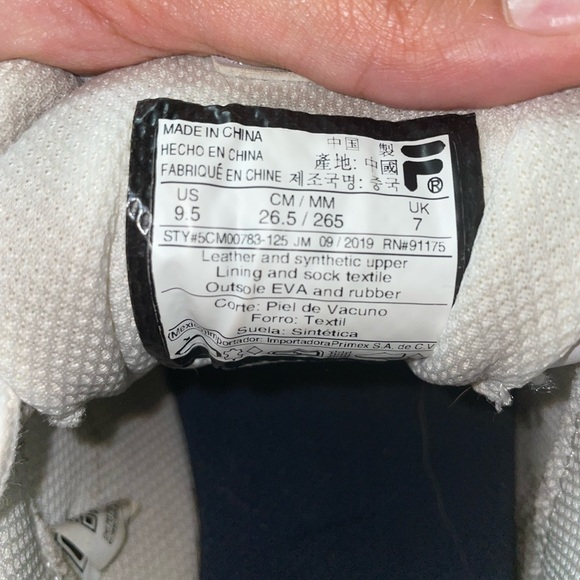 MADE IN CHINA 中国 製
HECHO EN CHINA 產地: 中國
FABRIQUÉ EN CHINE 제조국명: 중국
F®
US CM / MM UK
9.5 26.5 / 265 7
STY#5CM00783-125 JM 09 / 2019 RN#91175
Leather and synthetic upper
Lining and sock textile
Outsole EVA and rubber
Corte: Piel de Vacuno
Forro: Textil
Suela: Sintética
Importadora Primex S.A. de C.V